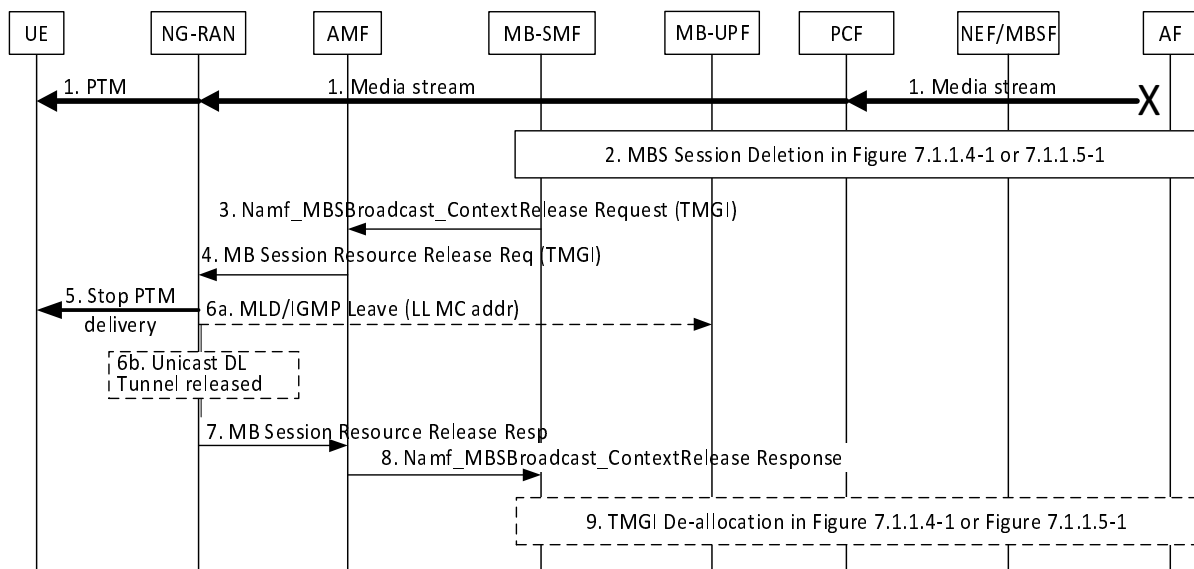 UE NG-RAN AMF MB-SMF MB-UPF PCF NEF/MBSF AF
1. PTM 1. Media stream 1. Media stream
X
2. MBS Session Deletion in Figure 7.1.1.4-1 or 7.1.1.5-1
3. Namf_MBSBroadcast_ContextRelease Request (TMGI)
4. MB Session Resource Release Req (TMGI)
5. Stop PTM
delivery
6a. MLD/IGMP Leave (LL MC addr)
6b. Unicast DL
Tunnel released
7. MB Session Resource Release Resp
8. Namf_MBSBroadcast_ContextRelease Response
9. TMGI De-allocation in Figure 7.1.1.4-1 or Figure 7.1.1.5-1